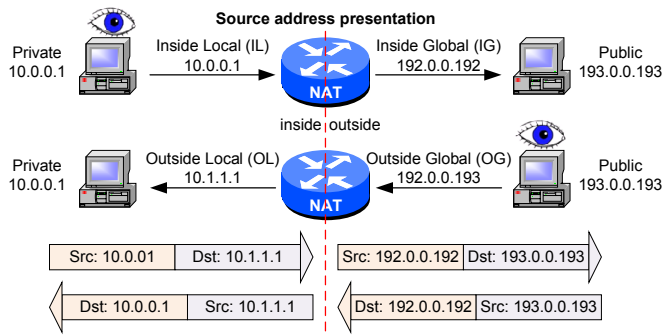 Source address presentation
Private
10.0.0.1
Inside Local (IL)
10.0.0.1
NAT
Inside Global (IG)
192.0.0.192
Public
193.0.0.193
inside outside
Private
10.0.0.1
Outside Local (OL)
10.1.1.1
NAT
Outside Global (OG)
192.0.0.193
Public
193.0.0.193
Src: 10.0.01
Dst: 10.1.1.1
Src: 192.0.0.192
Dst: 193.0.0.193
Dst: 10.0.0.1
Src: 10.1.1.1
Dst: 192.0.0.192
Src: 193.0.0.193